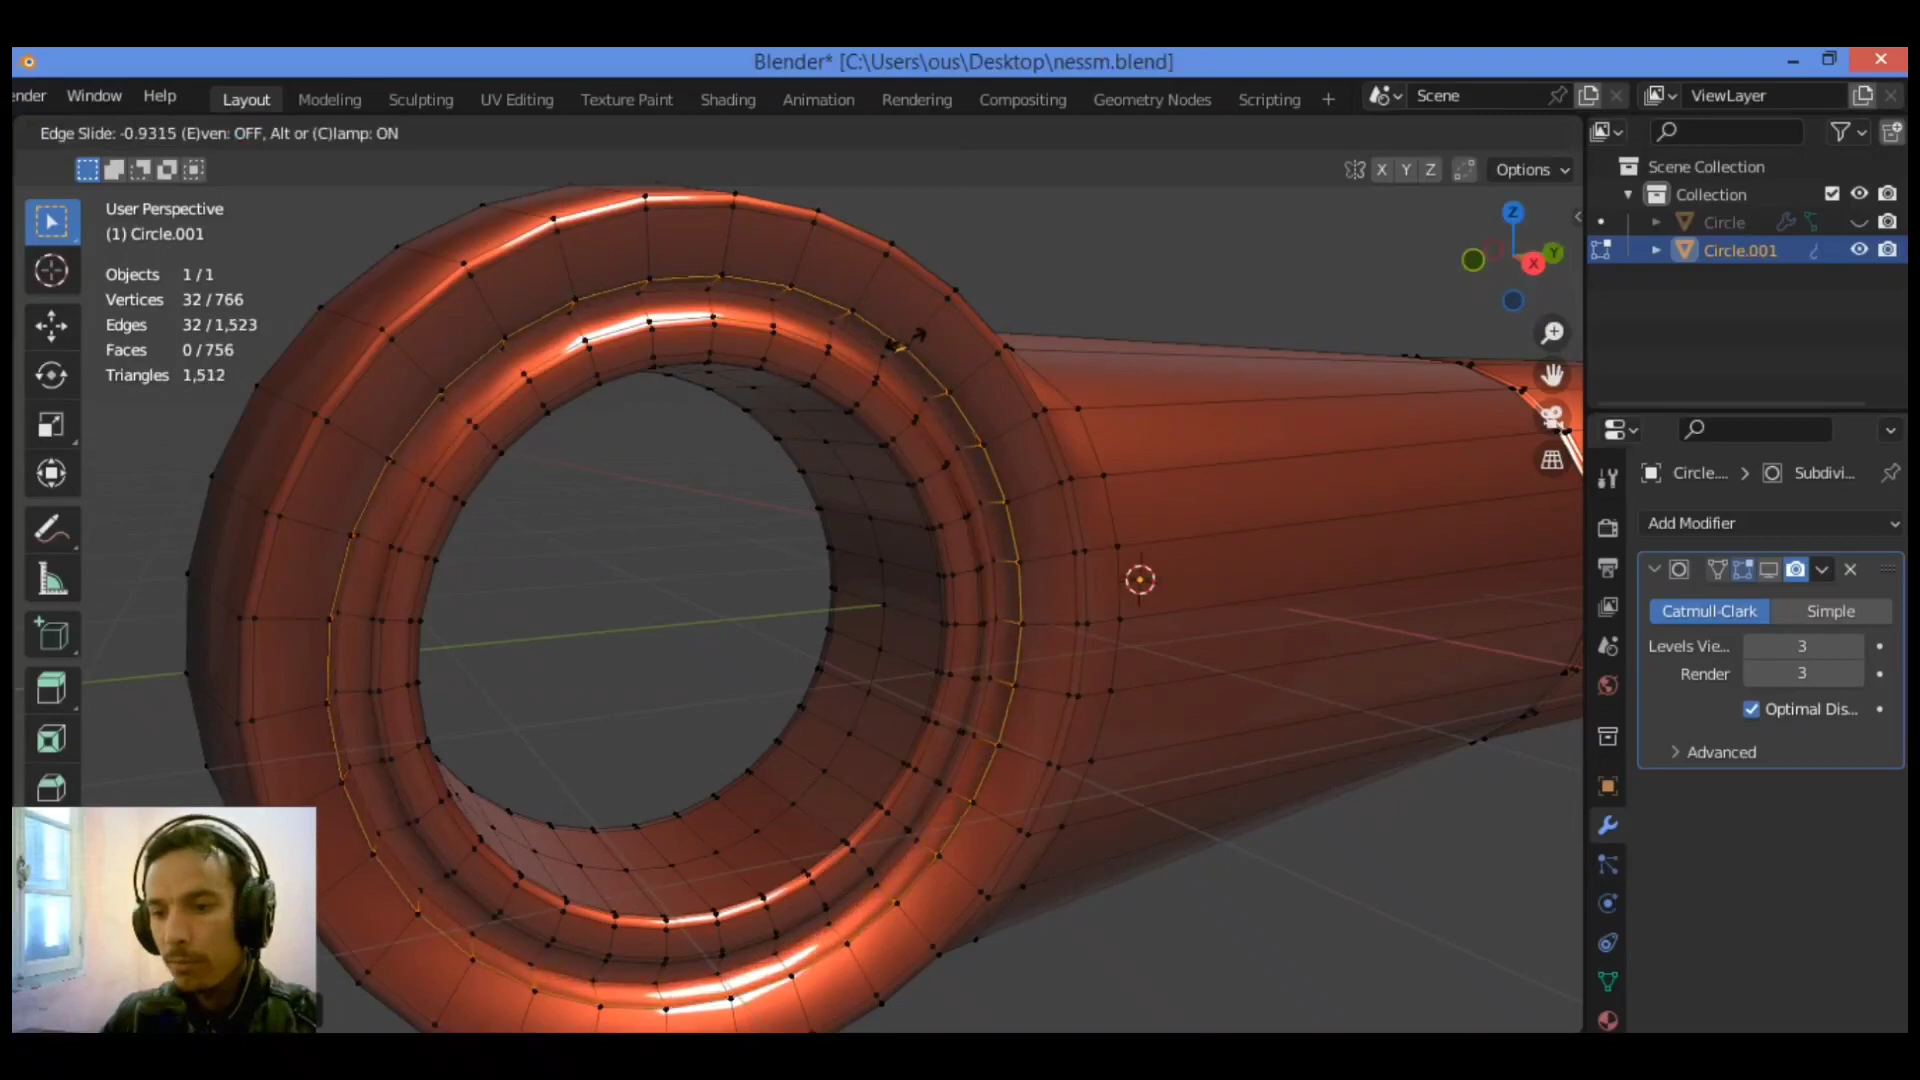 Blender* [C:\Users\ous\Desktop\nessm.blend]
nder Window Help Layout Modeling Sculpting UV Editing Texture Paint Shading Animation Rendering Compositing Geometry Nodes Scripting + Scene ViewLayer
Edge Slide: -0.9315 (E)ven: OFF, Alt or (C)lamp: ON
X Y Z Options
User Perspective
(1) Circle.001
Objects 1 / 1
Vertices 32 / 766
Edges 32 / 1,523
Faces 0 / 756
Triangles 1,512
Z
Y
X
Scene Collection
Collection
Circle
Circle.001
Circle.... > Subdivi...
Add Modifier
Catmull-Clark Simple
Levels Vie... 3
Render 3
Optimal Dis...
Advanced